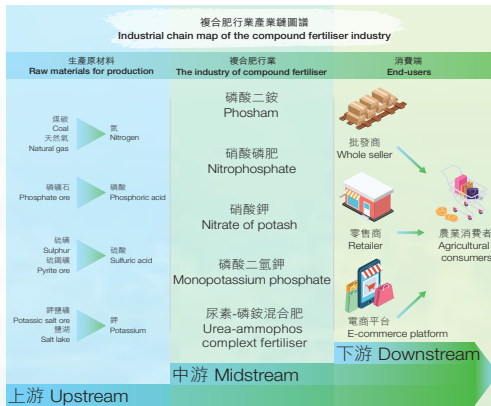 複合肥行業產業鏈圖譜
Industrial chain map of the compound fertiliser industry
生產原材料
Raw materials for production
複合肥行業
The industry of compound fertiliser
消費端
End-users
煤碳
Coal
天然氣
Natural gas
氮
Nitrogen
磷礦石
Phosphate ore
磷酸
Phosphoric acid
硫磺
Sulphur
硫鐵礦
Pyrite ore
硫酸
Sulfuric acid
鉀鹽礦
Potassic salt ore
鹽湖
Salt lake
鉀
Potassium
上游 Upstream
磷酸二銨
Phosham
硝酸磷肥
Nitrophosphate
硝酸鉀
Nitrate of potash
磷酸二氫鉀
Monopotassium phosphate
尿素-磷銨混合肥
Urea-ammophos
complext fertiliser
中游 Midstream
批發商
Whole seller
零售商
Retailer
電商平台
E-commerce platform
農業消費者
Agricultural
consumers
下游 Downstream